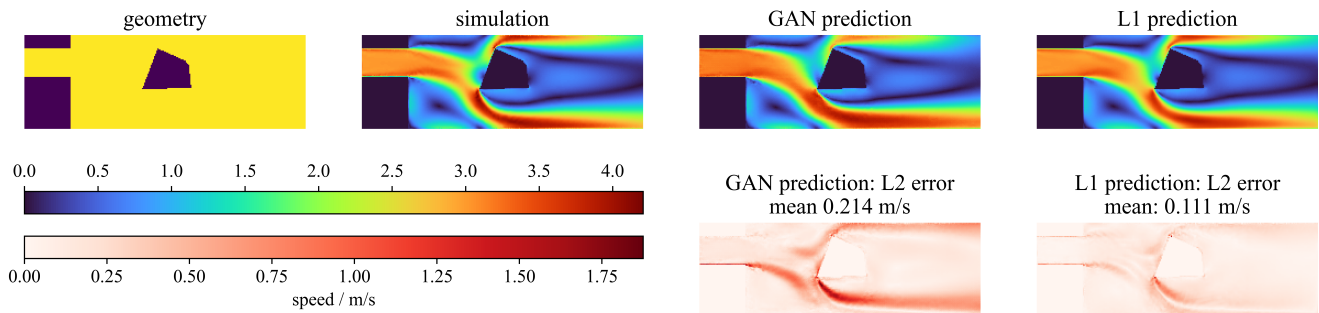 geometry
simulation
GAN prediction
L1 prediction
0.0 0.5 1.0 1.5 2.0 2.5 3.0 3.5 4.0
GAN prediction: L2 error
mean 0.214 m/s
L1 prediction: L2 error
mean: 0.111 m/s
0.00 0.25 0.50 0.75 1.00 1.25 1.50 1.75
speed / m/s